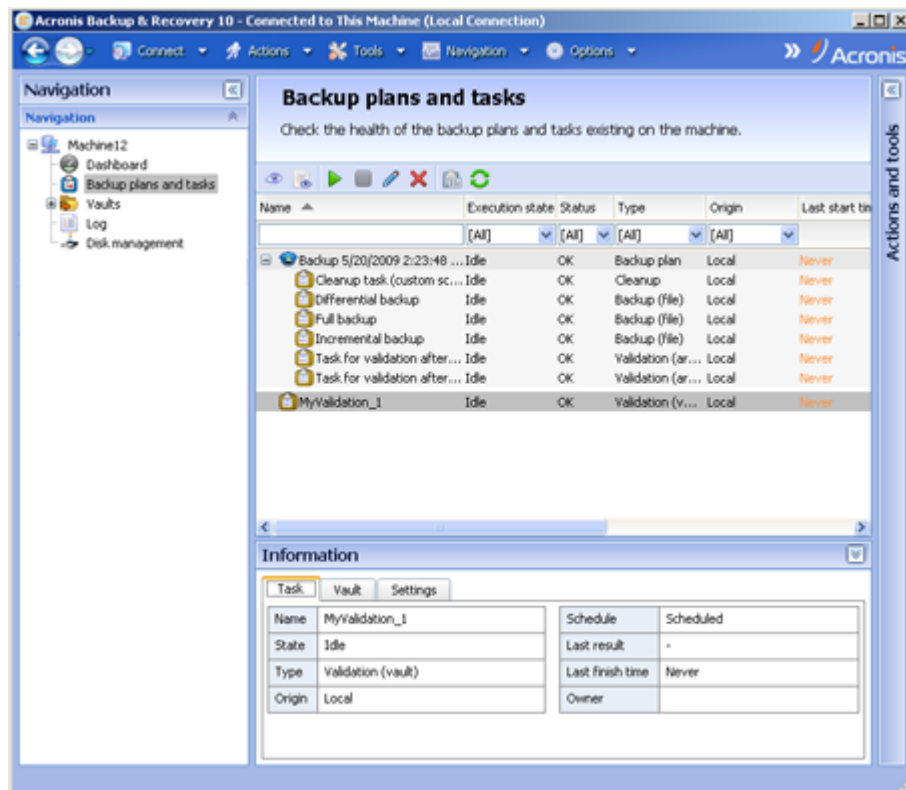 Acronis Backup & Recovery 10 - Connected to This Machine (Local Connection)
Connect Actions Tools Navigation Options » Acronis
Navigation
Navigation
Machine12
Dashboard
Backup plans and tasks
Vaults
Log
Disk management
Backup plans and tasks
Check the health of the backup plans and tasks existing on the machine.
Name Execution state Status Type Origin Last start tin
[All] [All] [All] [All]
Backup 5/20/2009 2:23:48 ... Idle OK Backup plan Local Never
Cleanup task (custom sc... Idle OK Cleanup Local Never
Differential backup Idle OK Backup (file) Local Never
Full backup Idle OK Backup (file) Local Never
Incremental backup Idle OK Backup (file) Local Never
Task for validation after... Idle OK Validation (ar... Local Never
Task for validation after... Idle OK Validation (ar... Local Never
MyValidation_1 Idle OK Validation (v... Local Never
Actions and tools
Information
Task Vault Settings
Name MyValidation_1 Schedule Scheduled
State Idle Last result -
Type Validation (vault) Last finish time Never
Origin Local Owner